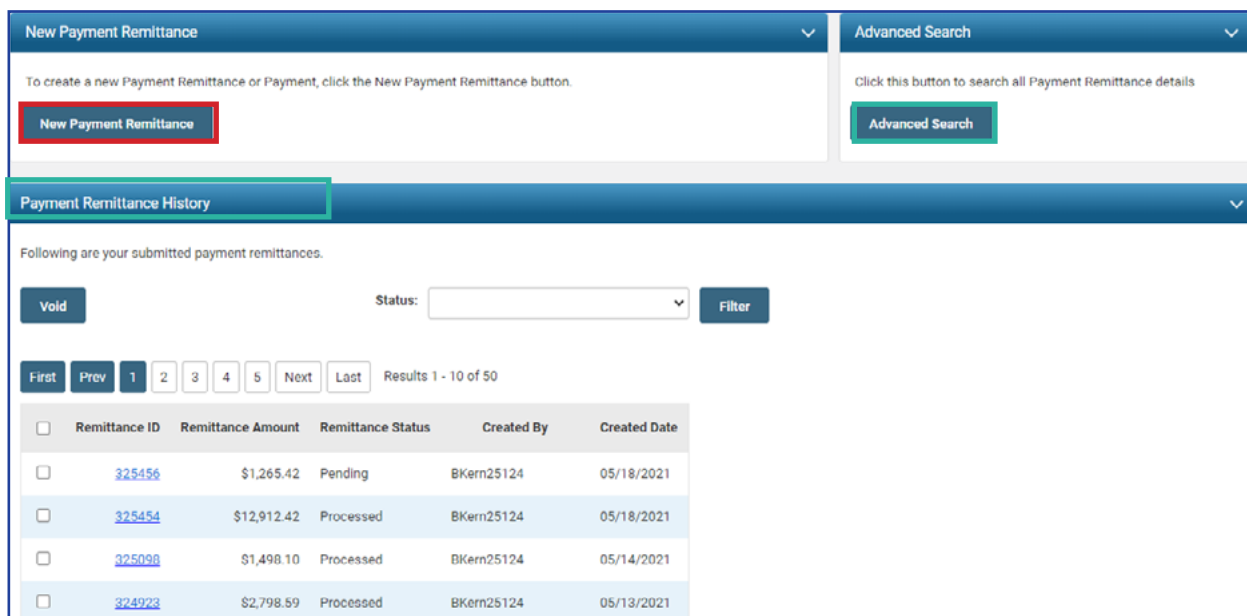 New Payment Remittance
Advanced Search
To create a new Payment Remittance or Payment, click the New Payment Remittance button.
Click this button to search all Payment Remittance details
New Payment Remittance
Advanced Search
Payment Remittance History
Following are your submitted payment remittances.
Void Status: Filter
First Prev 1 2 3 4 5 Next Last Results 1 - 10 of 50
Remittance ID Remittance Amount Remittance Status Created By Created Date
325456 $1,265.42 Pending BKern25124 05/18/2021
325454 $12,912.42 Processed BKern25124 05/18/2021
325098 $1,498.10 Processed BKern25124 05/14/2021
324923 $2,798.59 Processed BKern25124 05/13/2021